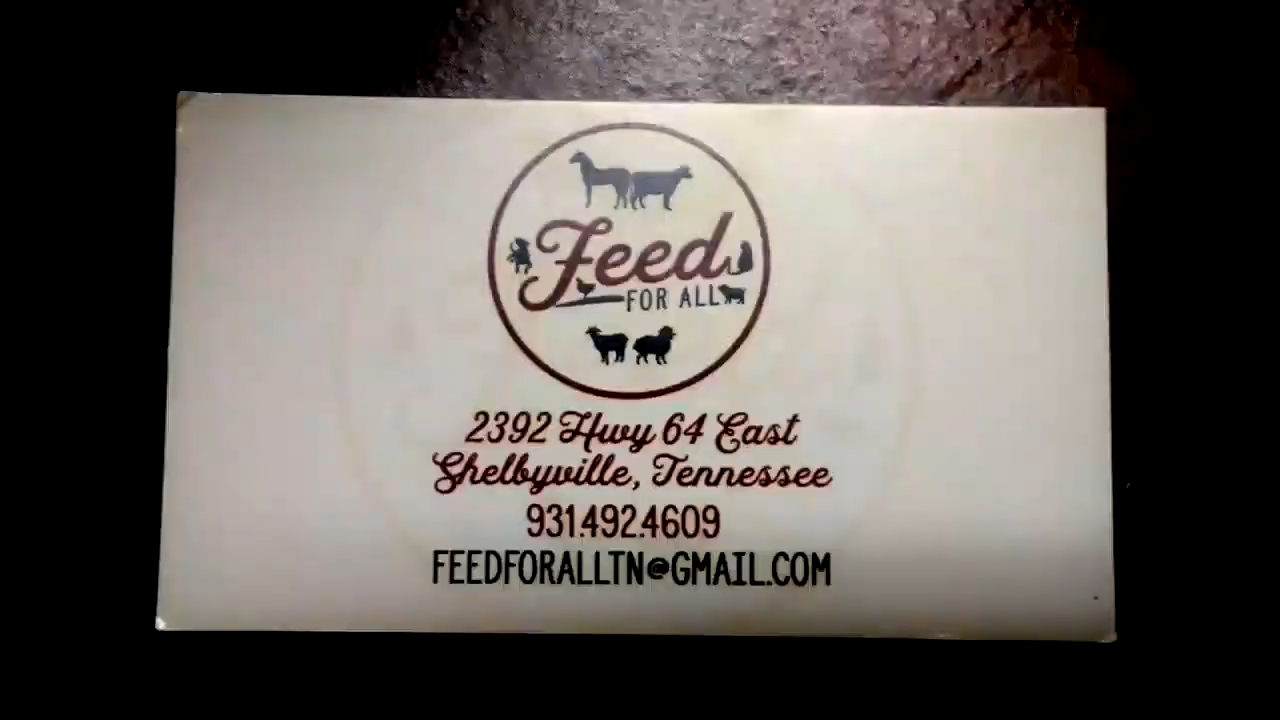 Feed
FOR ALL
2392 Hwy 64 East
Shelbyville, Tennessee
931.492.4609
FEEDFORALLTN@GMAIL.COM